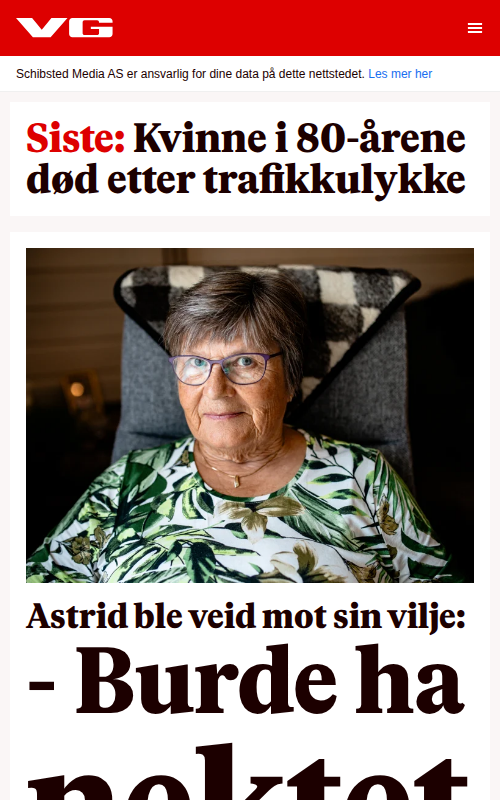 VG
Schibsted Media AS er ansvarlig for dine data på dette nettstedet. Les mer her
Siste: Kvinne i 80-årene
død etter trafikkulykke
Astrid ble veid mot sin vilje:
- Burde ha
nektet